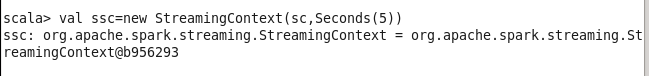 scala> val ssc=new StreamingContext(sc,Seconds(5))
ssc: org.apache.spark.streaming.StreamingContext = org.apache.spark.streaming.St
reamingContext@b956293